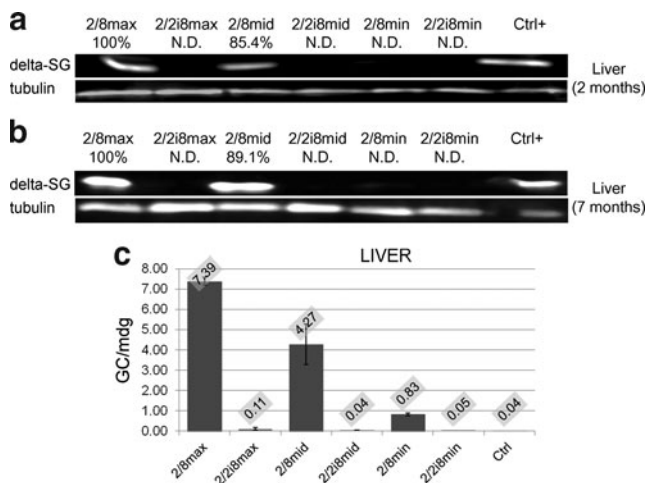 a
2/8max 2/2i8max 2/8mid 2/2i8mid 2/8min 2/2i8min Ctrl+
100% N.D. 85.4% N.D. N.D. N.D.
delta-SG
tubulin
Liver
(2 months)
b
2/8max 2/2i8max 2/8mid 2/2i8mid 2/8min 2/2i8min Ctrl+
100% N.D. 89.1% N.D. N.D. N.D.
delta-SG
tubulin
Liver
(7 months)
c
LIVER
GC/mdg
8.00
7.00
6.00
5.00
4.00
3.00
2.00
1.00
0.00
7.39
0.11
4.27
0.04
0.83
0.05
0.04
2/8max 2/2i8max 2/8mid 2/2i8mid 2/8min 2/2i8min Ctrl